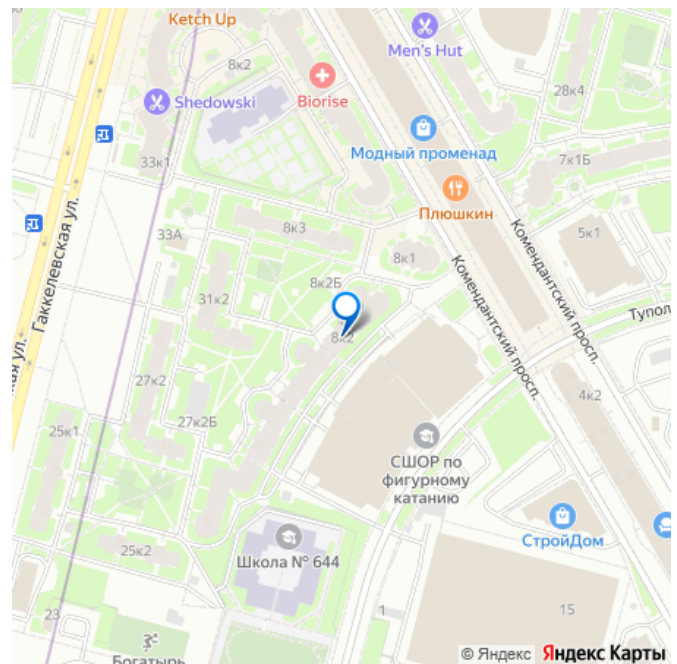 Ketch Up
8к2
Biorise
Men's Hut
28к4
Shedowski
33к1
Модный променад
7к1Б
Плюшкин
33А
8к3
8к1
5к1
Гаккелевская ул.
Комендантский просп.
Комендантский просп.
8к2Б
31к2
Тупол
8к2
27к2
27к2Б
4к2
25к1
СШОР по
фигурному
катанию
СтройДом
25к2
Школа № 644
23
1
15
Богатырь
© Яндекс Яндекс Карты